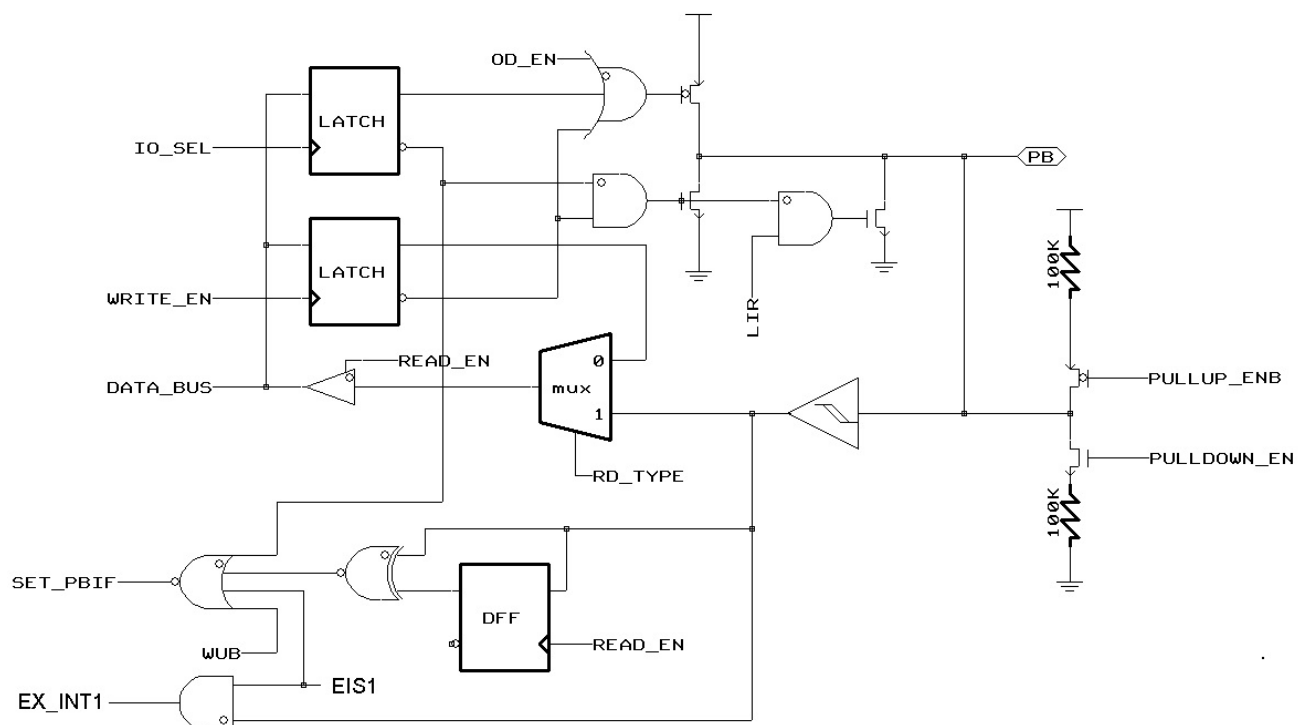 OD_EN
LATCH
IO_SEL
PB
LATCH
WRITE_EN
LIR
100K
0
READ_EN
DATA_BUS
mux
PULLUP_ENB
1
PULLDOWN_EN
RD_TYPE
100K
SET_PBIF
DFF
WUB
READ_EN
EIS1
EX_INT1